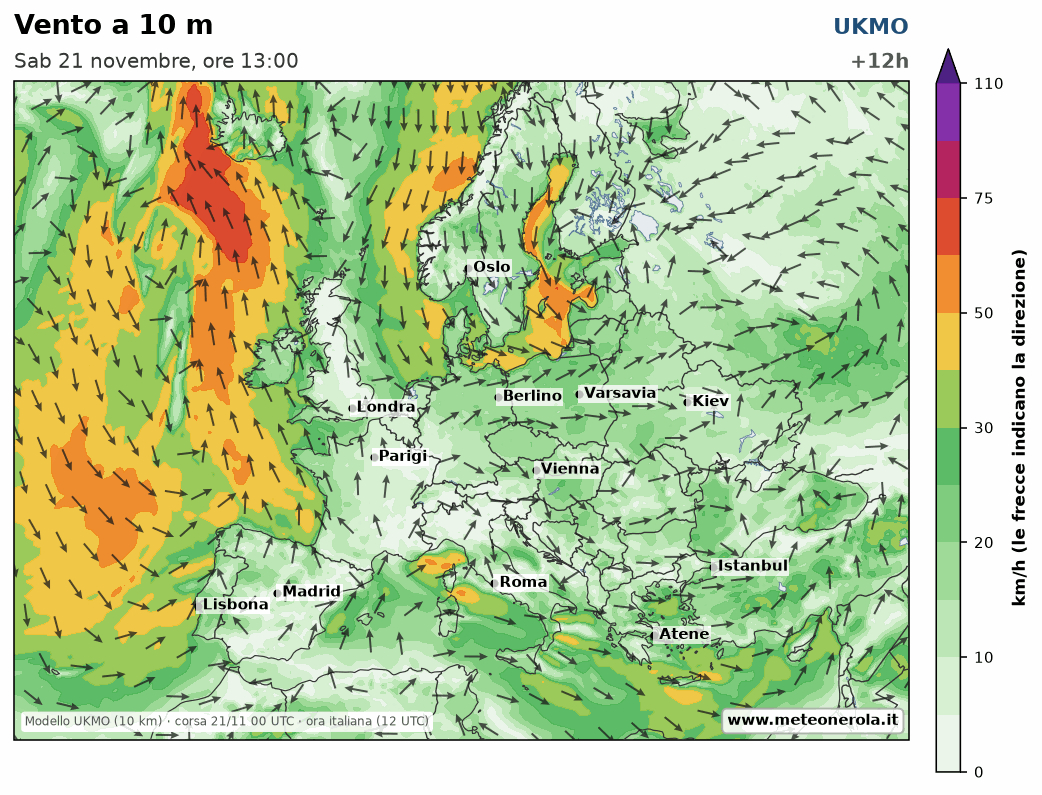 Vento a 10 m
UKMO
Sab 21 novembre, ore 13:00
+12h
110
75
50
30
20
10
0
km/h (le frecce indicano la direzione)
Oslo
Berlino
Varsavia
Kiev
Londra
Parigi
Vienna
Istanbul
Roma
Madrid
Lisbona
Atene
Modello UKMO (10 km) · corsa 21/11 00 UTC · ora italiana (12 UTC)
www.meteonerola.it